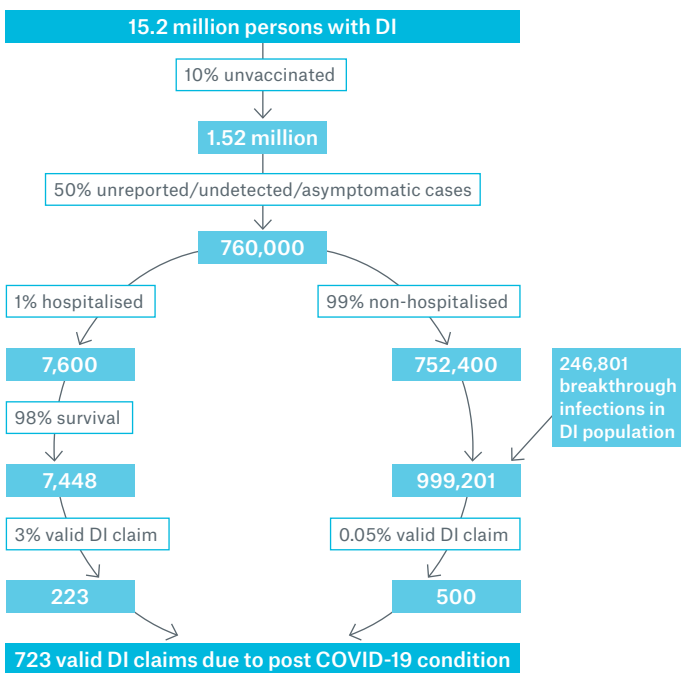 15.2 million persons with DI
10% unvaccinated
1.52 million
50% unreported/undetected/asymptomatic cases
760,000
1% hospitalised
99% non-hospitalised
7,600
752,400
246,801
breakthrough
infections in
DI population
98% survival
7,448
999,201
3% valid DI claim
0.05% valid DI claim
223
500
723 valid DI claims due to post COVID-19 condition